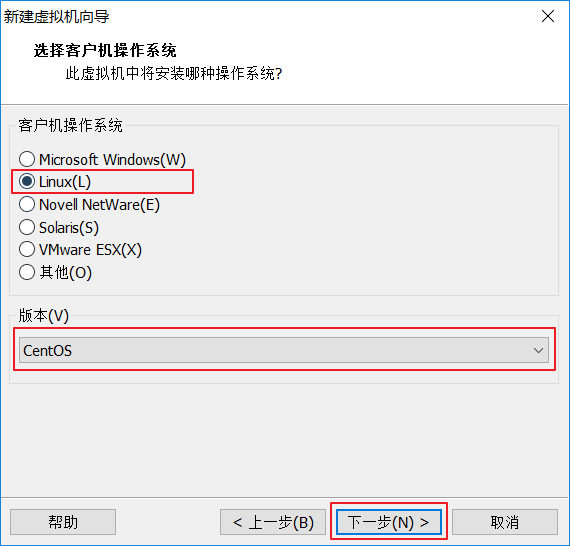 新建虚拟机向导
选择客户机操作系统
此虚拟机中将安装哪种操作系统?
客户机操作系统
Microsoft Windows(W)
Linux(L)
Novell NetWare(E)
Solaris(S)
VMware ESX(X)
其他(O)
版本(V)
CentOS
帮助
< 上一步(B)
下一步(N) >
取消